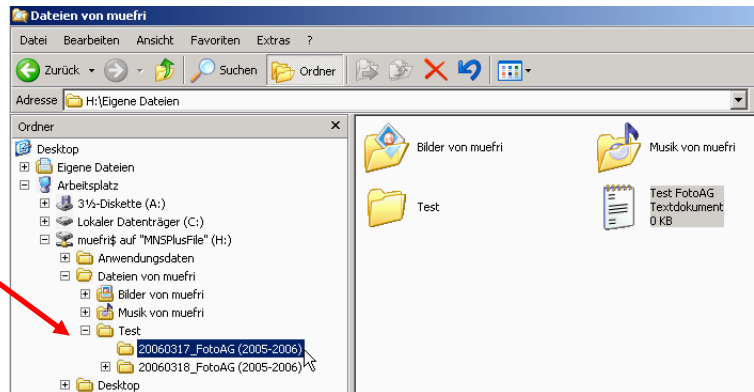 Dateien von muefri
Datei Bearbeiten Ansicht Favoriten Extras ?
Zurück Suchen Ordner
Adresse H:\Eigene Dateien
Ordner x
Desktop
Eigene Dateien
Arbeitsplatz
3½-Diskette (A:)
Lokaler Datenträger (C:)
muefri$ auf "MNSPlusFile" (H:)
Anwendungsdaten
Dateien von muefri
Bilder von muefri
Musik von muefri
Test
20060317_FotoAG (2005-2006)
20060318_FotoAG (2005-2006)
Desktop
Bilder von muefri
Musik von muefri
Test
Test FotoAG
Textdokument
0 KB